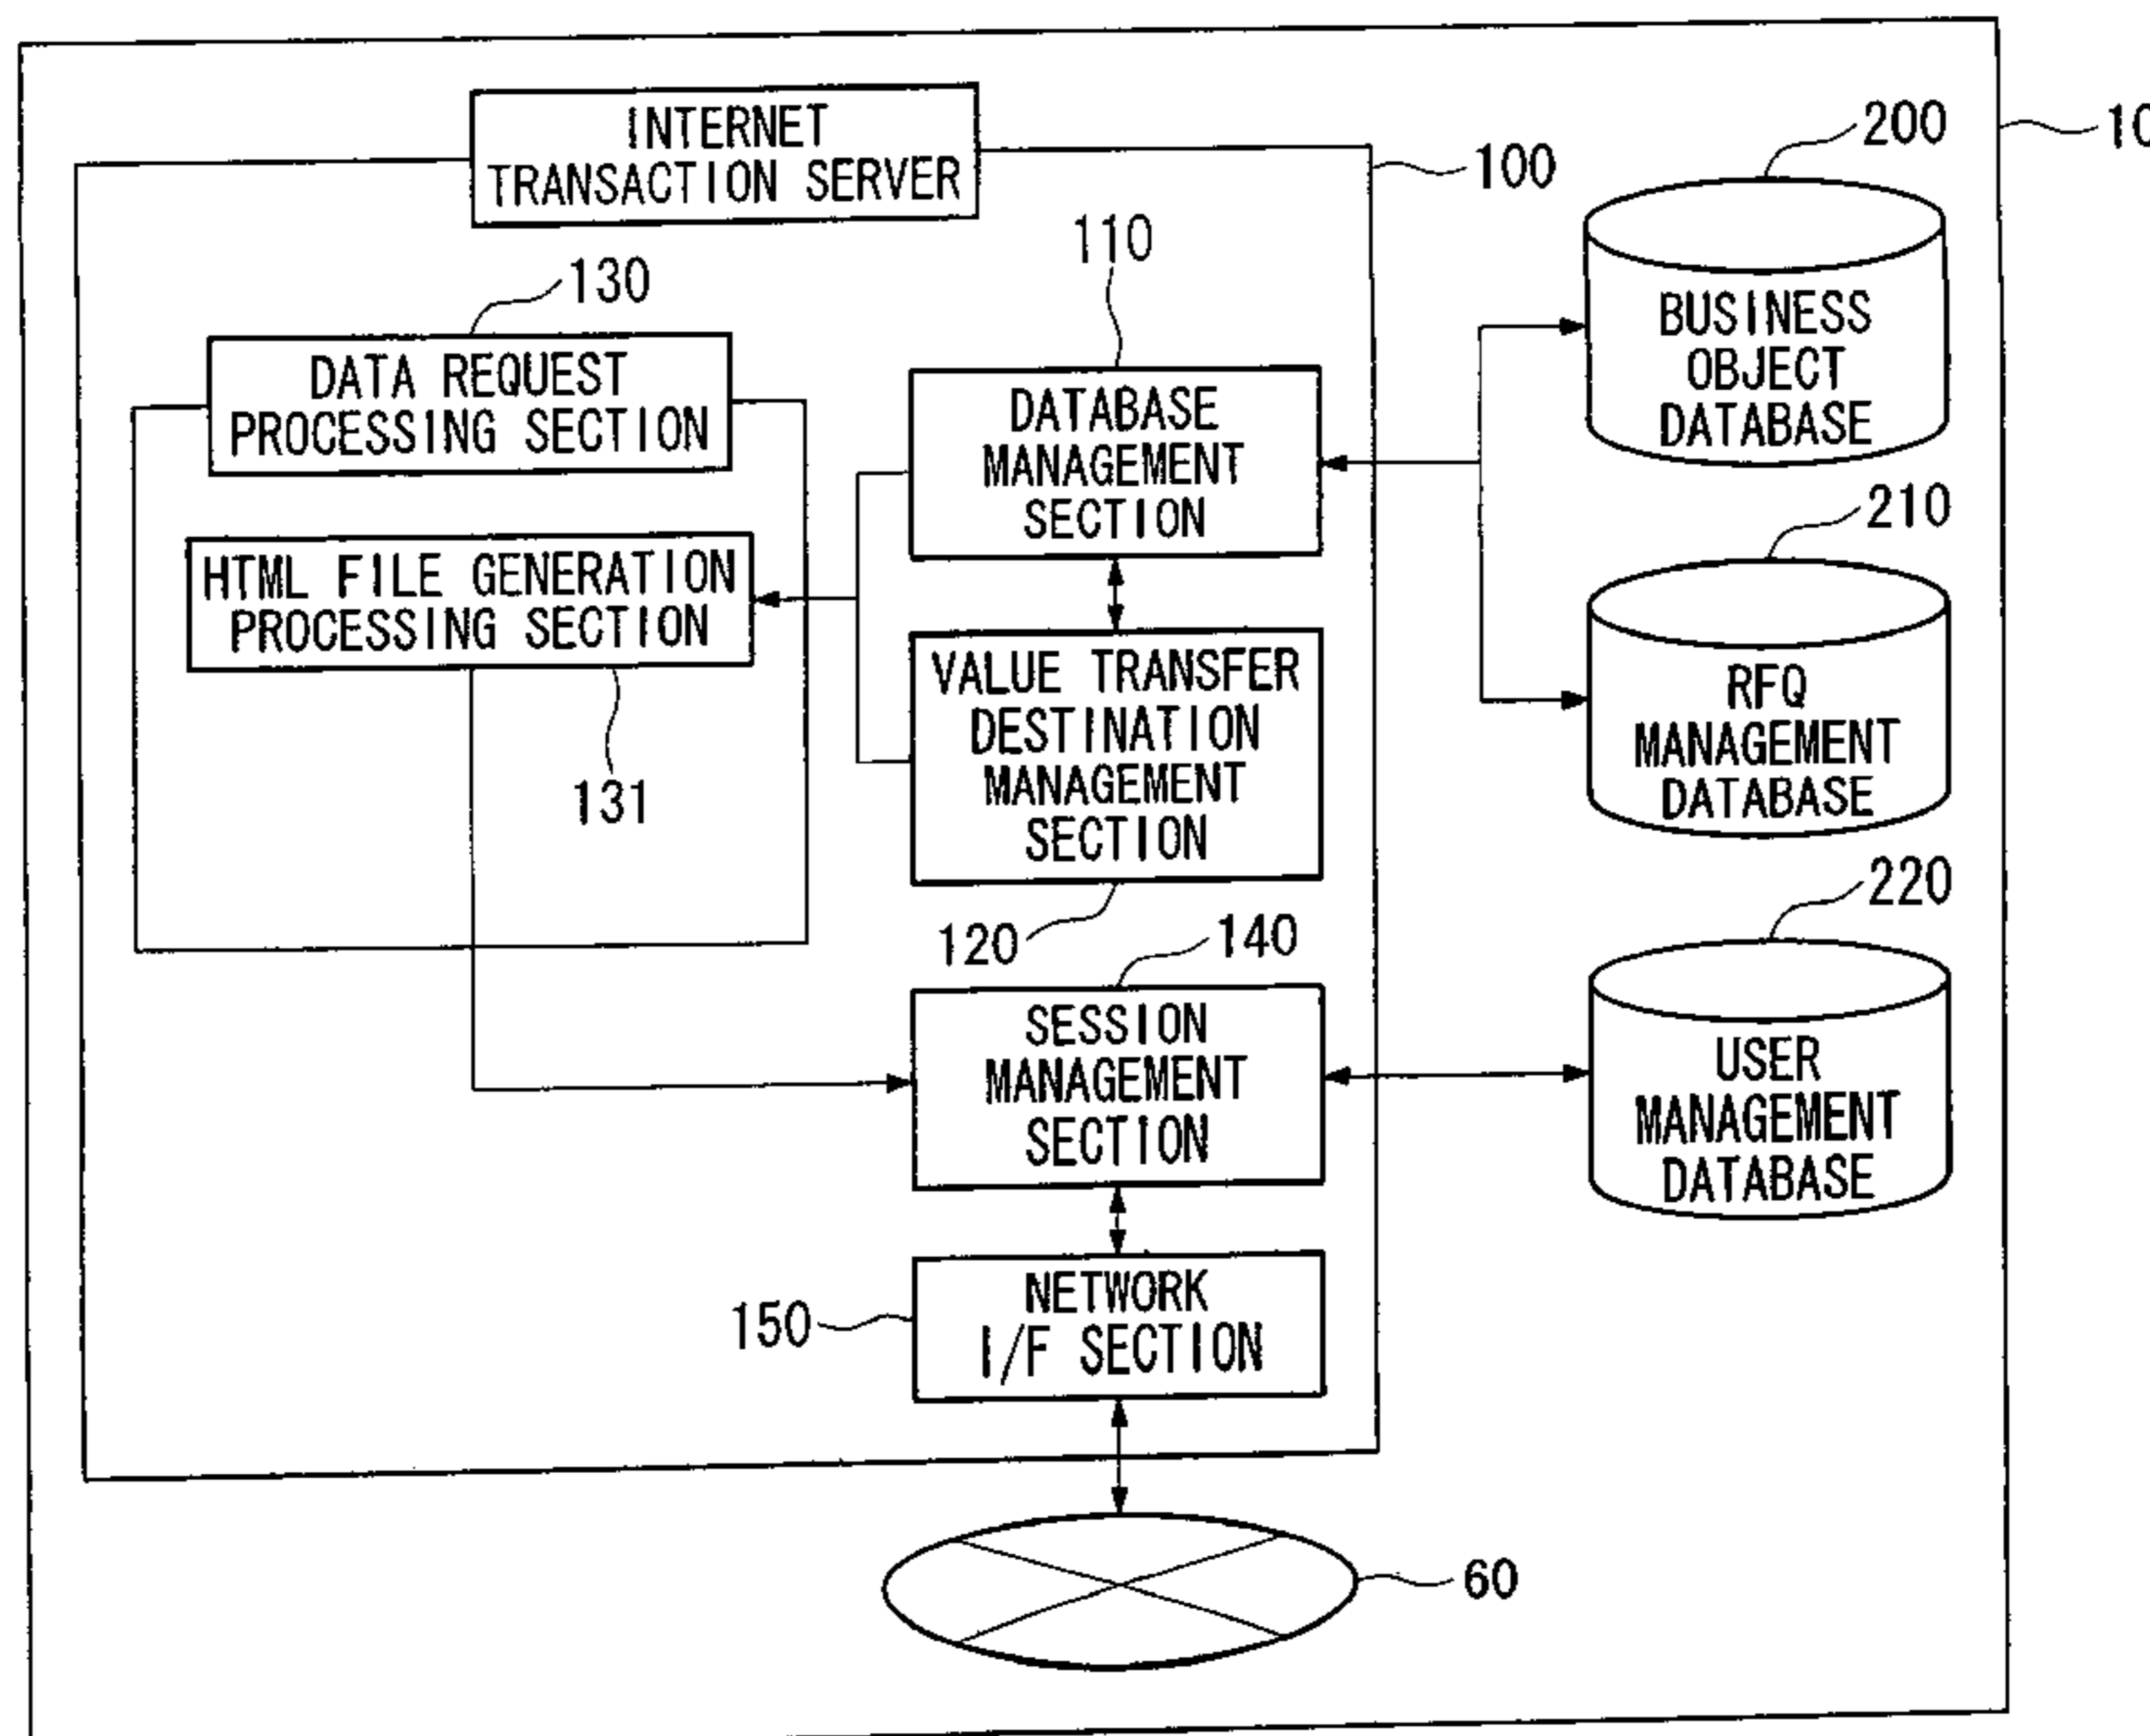 10
INTERNET
TRANSACTION SERVER
100
200
BUSINESS
OBJECT
DATABASE
130
DATA REQUEST
PROCESSING SECTION
110
DATABASE
MANAGEMENT
SECTION
HTML FILE GENERATION
PROCESSING SECTION
131
210
RFQ
MANAGEMENT
DATABASE
VALUE TRANSFER
DESTINATION
MANAGEMENT
SECTION
120
140
SESSION
MANAGEMENT
SECTION
220
USER
MANAGEMENT
DATABASE
150
NETWORK
I/F SECTION
60